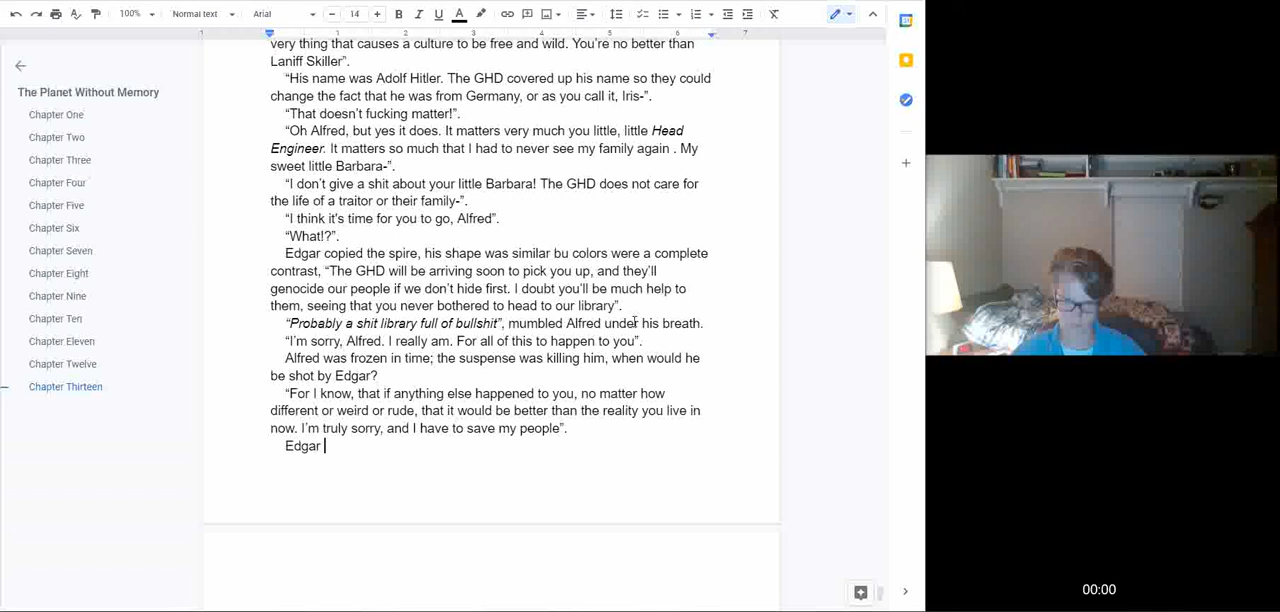 100%
Normal text
Arial
14
B I U A
1 1 2 3 4 5 6 7
The Planet Without Memory
Chapter One
Chapter Two
Chapter Three
Chapter Four
Chapter Five
Chapter Six
Chapter Seven
Chapter Eight
Chapter Nine
Chapter Ten
Chapter Eleven
Chapter Twelve
Chapter Thirteen
very thing that causes a culture to be free and wild. You're no better than
Laniff Skiller”.
“His name was Adolf Hitler. The GHD covered up his name so they could
change the fact that he was from Germany, or as you call it, Iris-”.
“That doesn't fucking matter!”.
“Oh Alfred, but yes it does. It matters very much you little, little Head
Engineer. It matters so much that I had to never see my family again . My
sweet little Barbara-”.
“I don't give a shit about your little Barbara! The GHD does not care for
the life of a traitor or their family-”.
“I think it's time for you to go, Alfred”.
“What!?”.
Edgar copied the spire, his shape was similar bu colors were a complete
contrast, “The GHD will be arriving soon to pick you up, and they'll
genocide our people if we don't hide first. I doubt you'll be much help to
them, seeing that you never bothered to head to our library”.
“Probably a shit library full of bullshit”, mumbled Alfred under his breath.
“I'm sorry, Alfred. I really am. For all of this to happen to you”.
Alfred was frozen in time; the suspense was killing him, when would he
be shot by Edgar?
“For I know, that if anything else happened to you, no matter how
different or weird or rude, that it would be better than the reality you live in
now. I'm truly sorry, and I have to save my people”.
Edgar
00:00